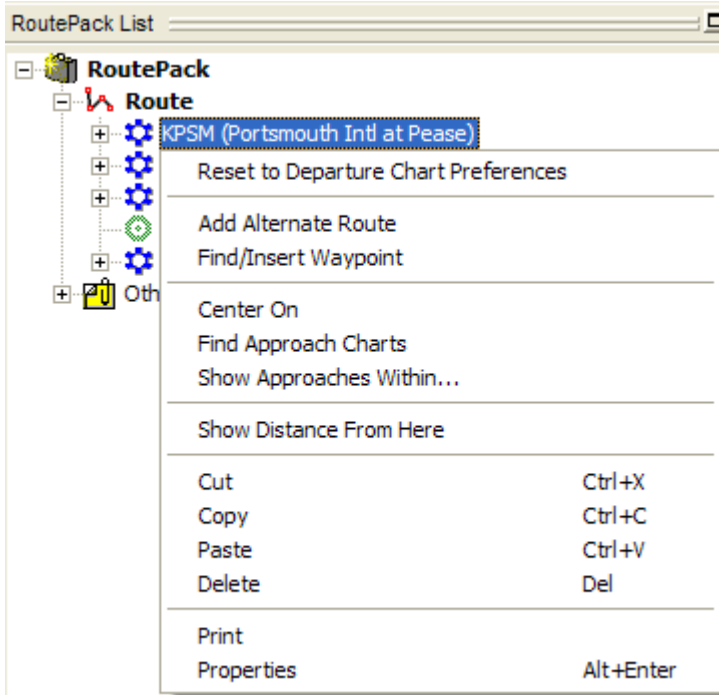 RoutePack List
RoutePack
Route
KPSM (Portsmouth Intl at Pease)
Reset to Departure Chart Preferences
Add Alternate Route
Find/Insert Waypoint
Oth
Center On
Find Approach Charts
Show Approaches Within...
Show Distance From Here
Cut Ctrl+X
Copy Ctrl+C
Paste Ctrl+V
Delete Del
Print
Properties Alt+Enter